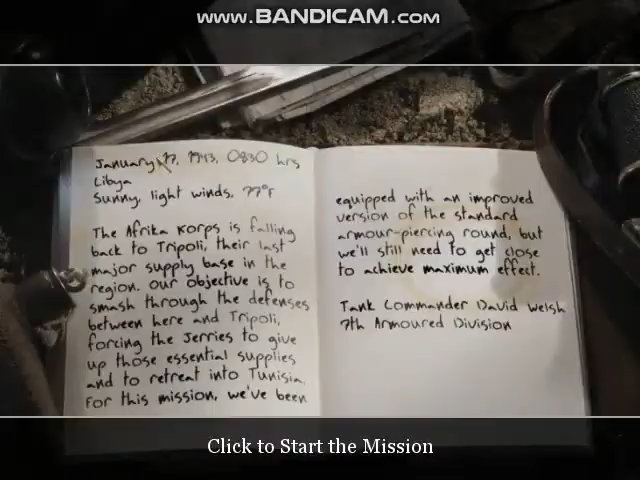 www.BANDICAM.com
January 17, 1943, 0830 hrs
Libya
Sunny, light winds, 77°F
The Afrika Korps is falling
back to Tripoli, their last
major supply base in the
region. Our objective is to
smash through the defenses
between here and Tripoli,
forcing the Jerries to give
up those essential supplies
and to retreat into Tunisia.
For this mission, we've been
equipped with an improved
version of the standard
armour-piercing round, but
we'll still need to get close
to achieve maximum effect.
Tank Commander David Welsh
7th Armoured Division
Click to Start the Mission